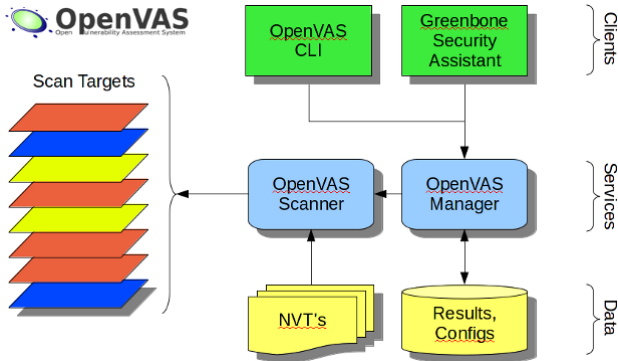 OpenVAS
Open Vulnerability Assessment System
OpenVAS
CLI
Greenbone
Security
Assistant
Clients
Scan Targets
OpenVAS
Scanner
OpenVAS
Manager
Services
NVT's
Results,
Configs
Data